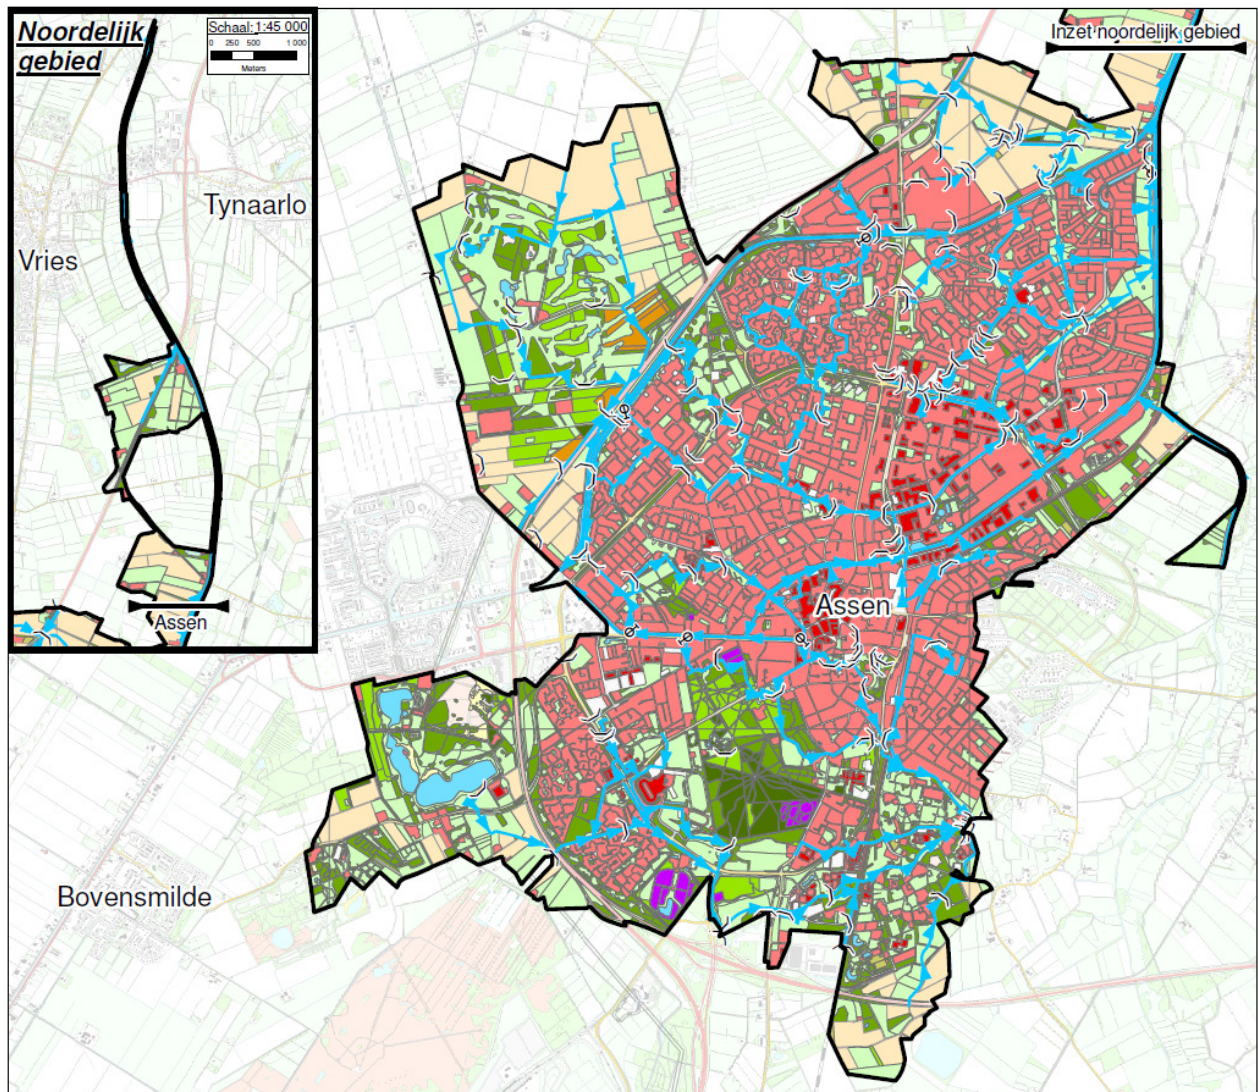 Noordelijk
gebied
Schaal: 1:45 000
0 250 500 1 000
Meters
Inzet noordelijk gebied
Tynaarlo
Vries
Assen
Assen
Bovensmilde